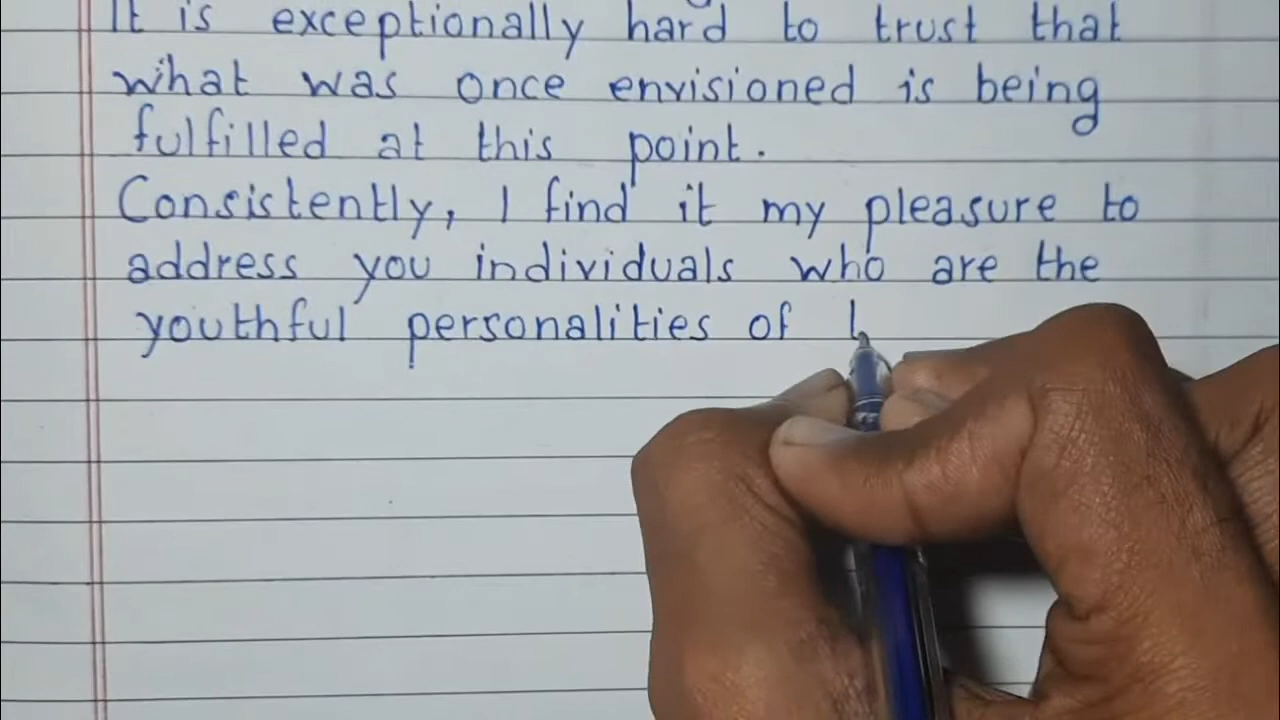 It is exceptionally hard to trust that
what was once envisioned is being
fulfilled at this point.
Consistently, I find it my pleasure to
address you individuals who are the
youthful personalities of